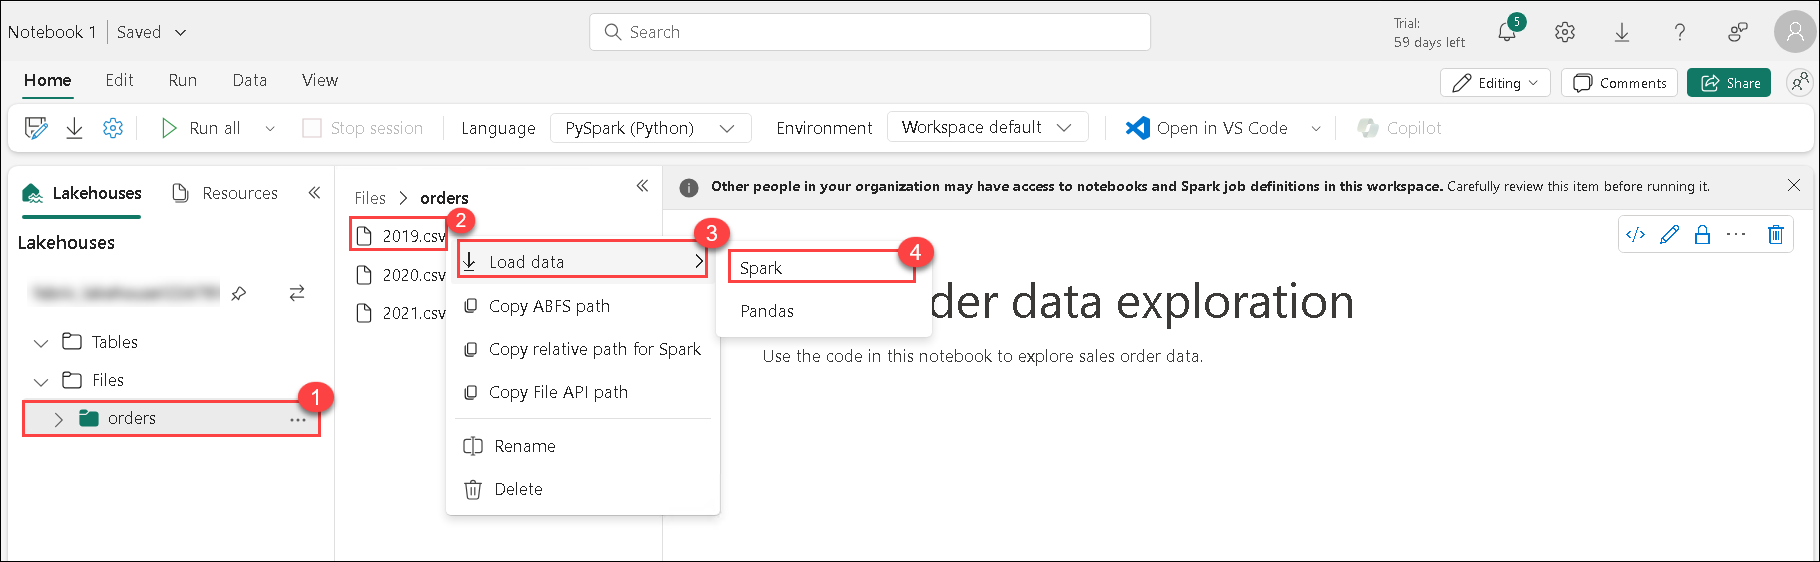 Notebook 1 Saved
Search
Trial:
59 days left
5
Home Edit Run Data View
Editing Comments Share
Run all Stop session Language PySpark (Python) Environment Workspace default Open in VS Code Copilot
Lakehouses Resources
Lakehouses
Tables
Files
orders ...
1
Files > orders
2019.csv
2
2020.csv
2021.csv
Load data
3
Copy ABFS path
Copy relative path for Spark
Copy File API path
Rename
Delete
Spark
4
Pandas
Other people in your organization may have access to notebooks and Spark job definitions in this workspace. Carefully review this item before running it.
</> ...
der data exploration
Use the code in this notebook to explore sales order data.